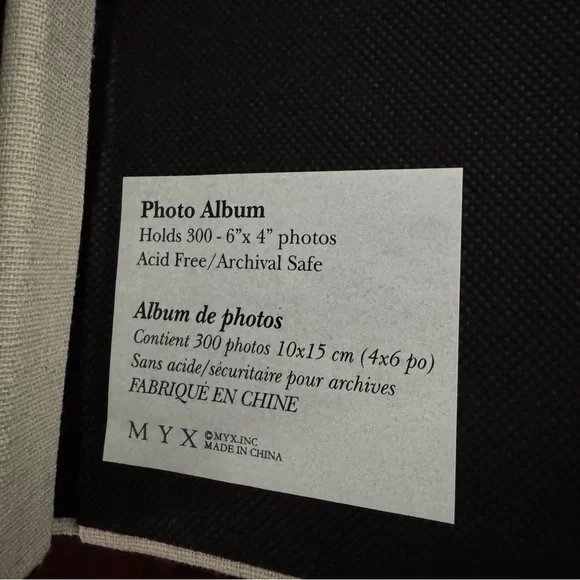 Photo Album
Holds 300 - 6”x 4” photos
Acid Free/Archival Safe
Album de photos
Contient 300 photos 10x15 cm (4x6 po)
Sans acide/sécuritaire pour archives
FABRIQUÉ EN CHINE
M Y X ©MYX.INC
MADE IN CHINA